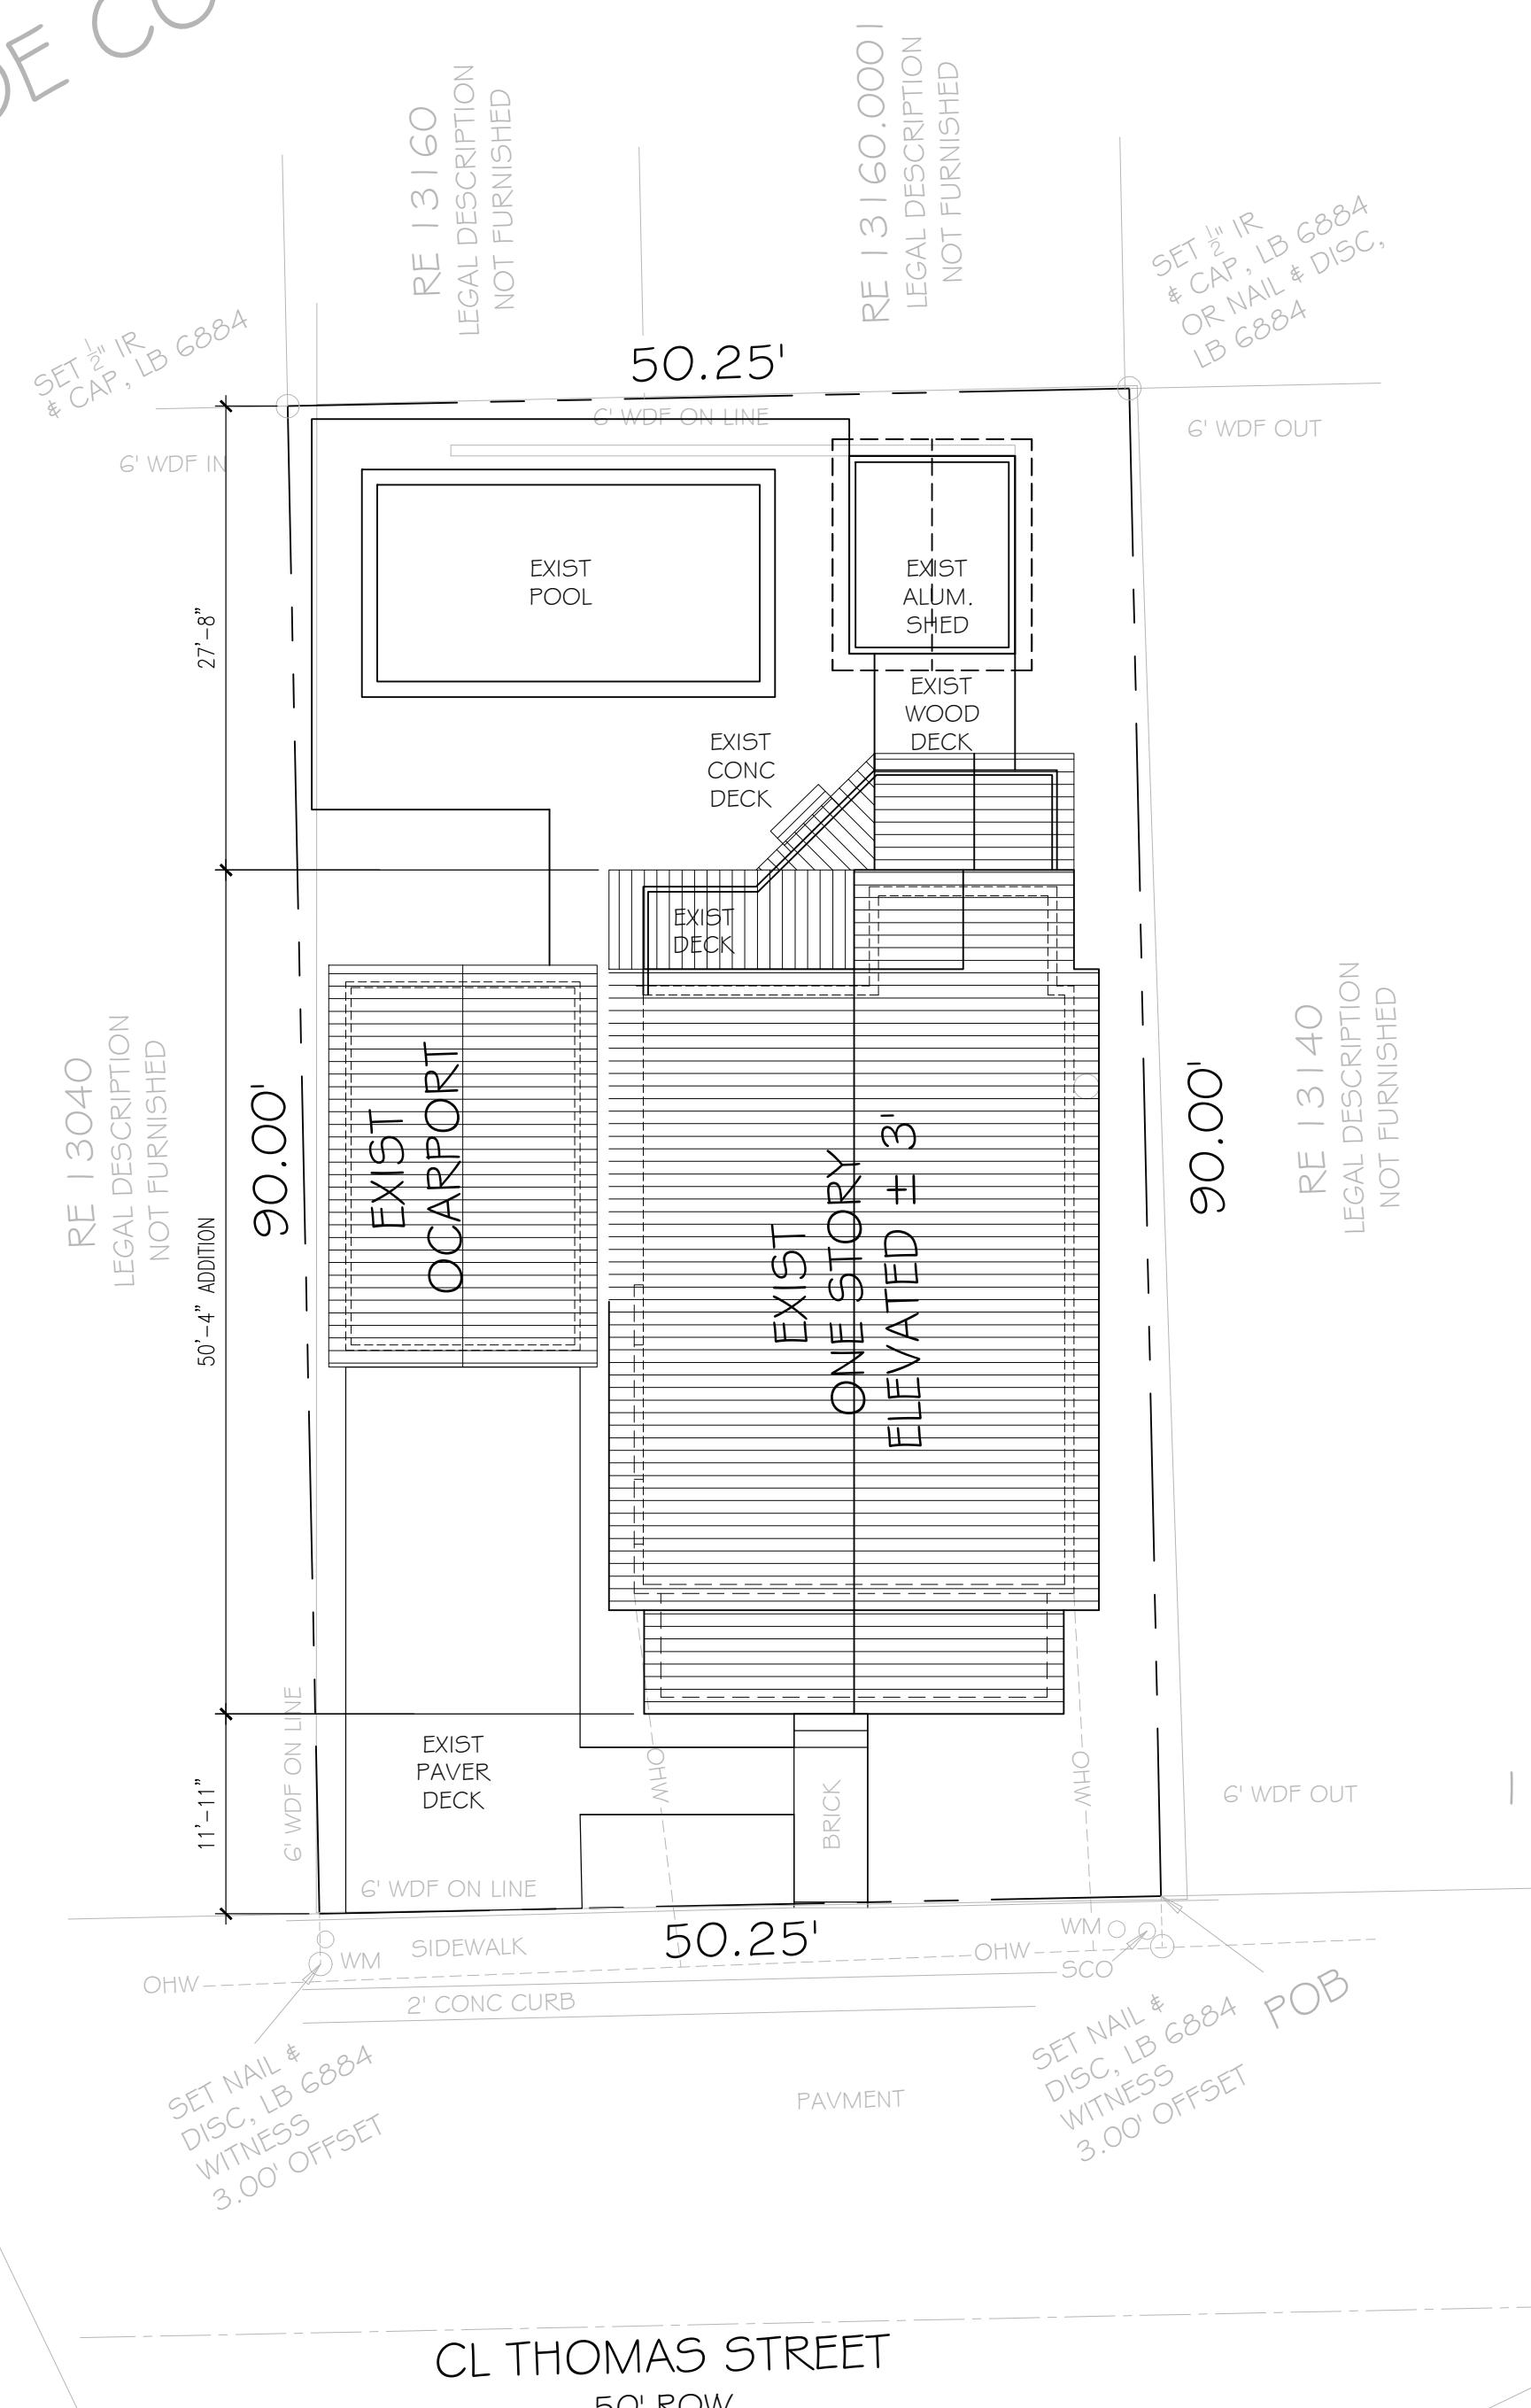 DE CO
RE 13160
LEGAL DESCRIPTION
NOT FURNISHED
RE 13160.0001
LEGAL DESCRIPTION
NOT FURNISHED
SET 1/2" IR
& CAP, LB 6884
SET 1/2" IR
& CAP, LB 6884
OR NAIL & DISC,
LB 6884
50.25'
6' WDF ON LINE
6' WDF IN
6' WDF OUT
27'-8"
EXIST
POOL
EXIST
ALUM.
SHED
EXIST
WOOD
DECK
EXIST
CONC
DECK
EXIST
DECK
RE 13040
LEGAL DESCRIPTION
NOT FURNISHED
90.00'
EXIST
OCARPORT
EXIST
ONE STORY
ELEVATED ± 3'
90.00'
RE 13140
LEGAL DESCRIPTION
NOT FURNISHED
50'-4" ADDITION
11'-11"
6' WDF ON LINE
EXIST
PAVER
DECK
OHW
BRICK
OHW
6' WDF OUT
6' WDF ON LINE
50.25'
WM
SIDEWALK
WM
OHW
OHW
SCO
2' CONC CURB
POB
SET NAIL &
DISC, LB 6884
WITNESS
3.00' OFFSET
SET NAIL &
DISC, LB 6884
WITNESS
3.00' OFFSET
PAVMENT
CL THOMAS STREET
50' ROW